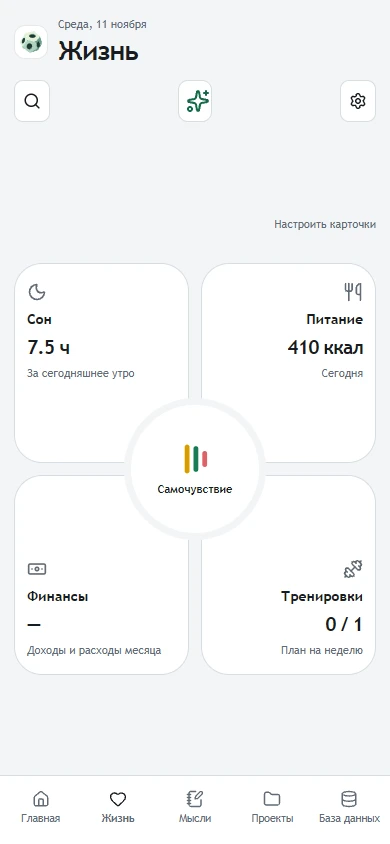 Среда, 11 ноября
Жизнь
Настроить карточки
Сон
7.5 ч
За сегодняшнее утро
Питание
410 ккал
Сегодня
Самочувствие
Финансы
—
Доходы и расходы месяца
Тренировки
0 / 1
План на неделю
Главная
Жизнь
Мысли
Проекты
База данных